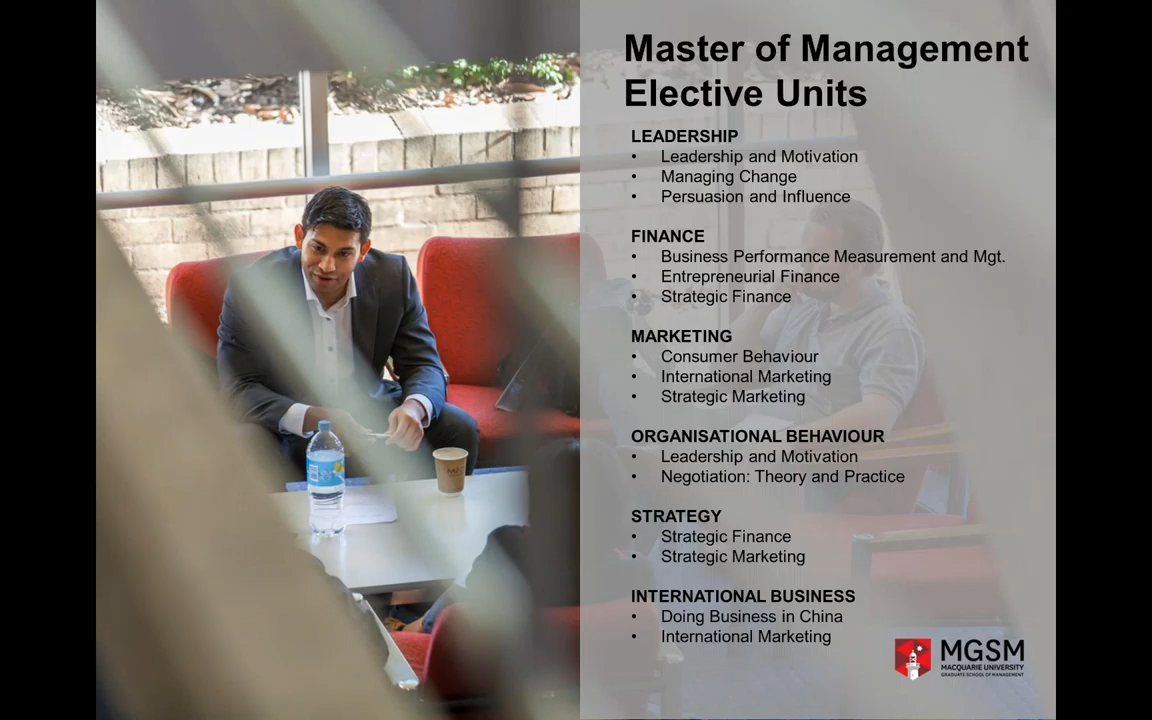 Master of Management
Elective Units
LEADERSHIP
• Leadership and Motivation
• Managing Change
• Persuasion and Influence
FINANCE
• Business Performance Measurement and Mgt.
• Entrepreneurial Finance
• Strategic Finance
MARKETING
• Consumer Behaviour
• International Marketing
• Strategic Marketing
ORGANISATIONAL BEHAVIOUR
• Leadership and Motivation
• Negotiation: Theory and Practice
STRATEGY
• Strategic Finance
• Strategic Marketing
INTERNATIONAL BUSINESS
• Doing Business in China
• International Marketing
MGSM
MACQUARIE UNIVERSITY
GRADUATE SCHOOL OF MANAGEMENT